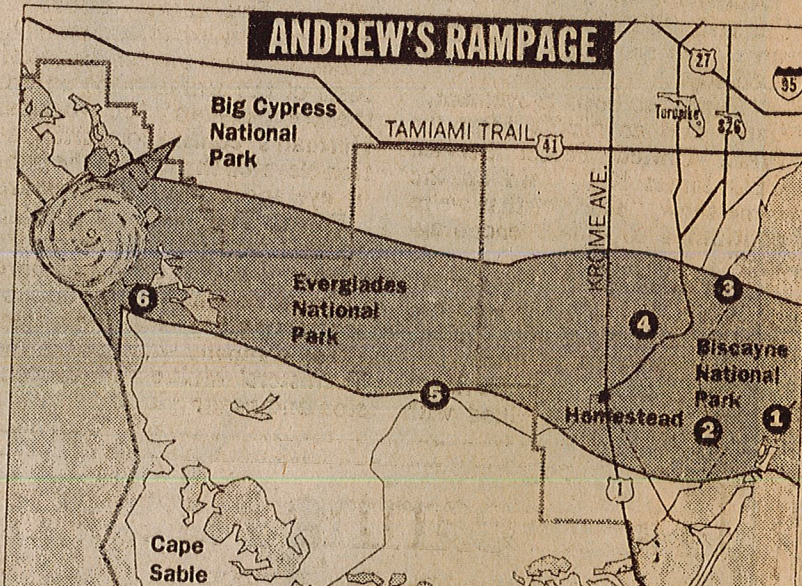 ANDREW'S RAMPAGE
27
95
Big Cypress
National
Park
Turnpike
826
TAMIAMI TRAIL
41
KROME AVE.
Everglades
National
Park
3
6
4
Biscayne
National
Park
5
Homestead
1
2
1
Cape
Sable